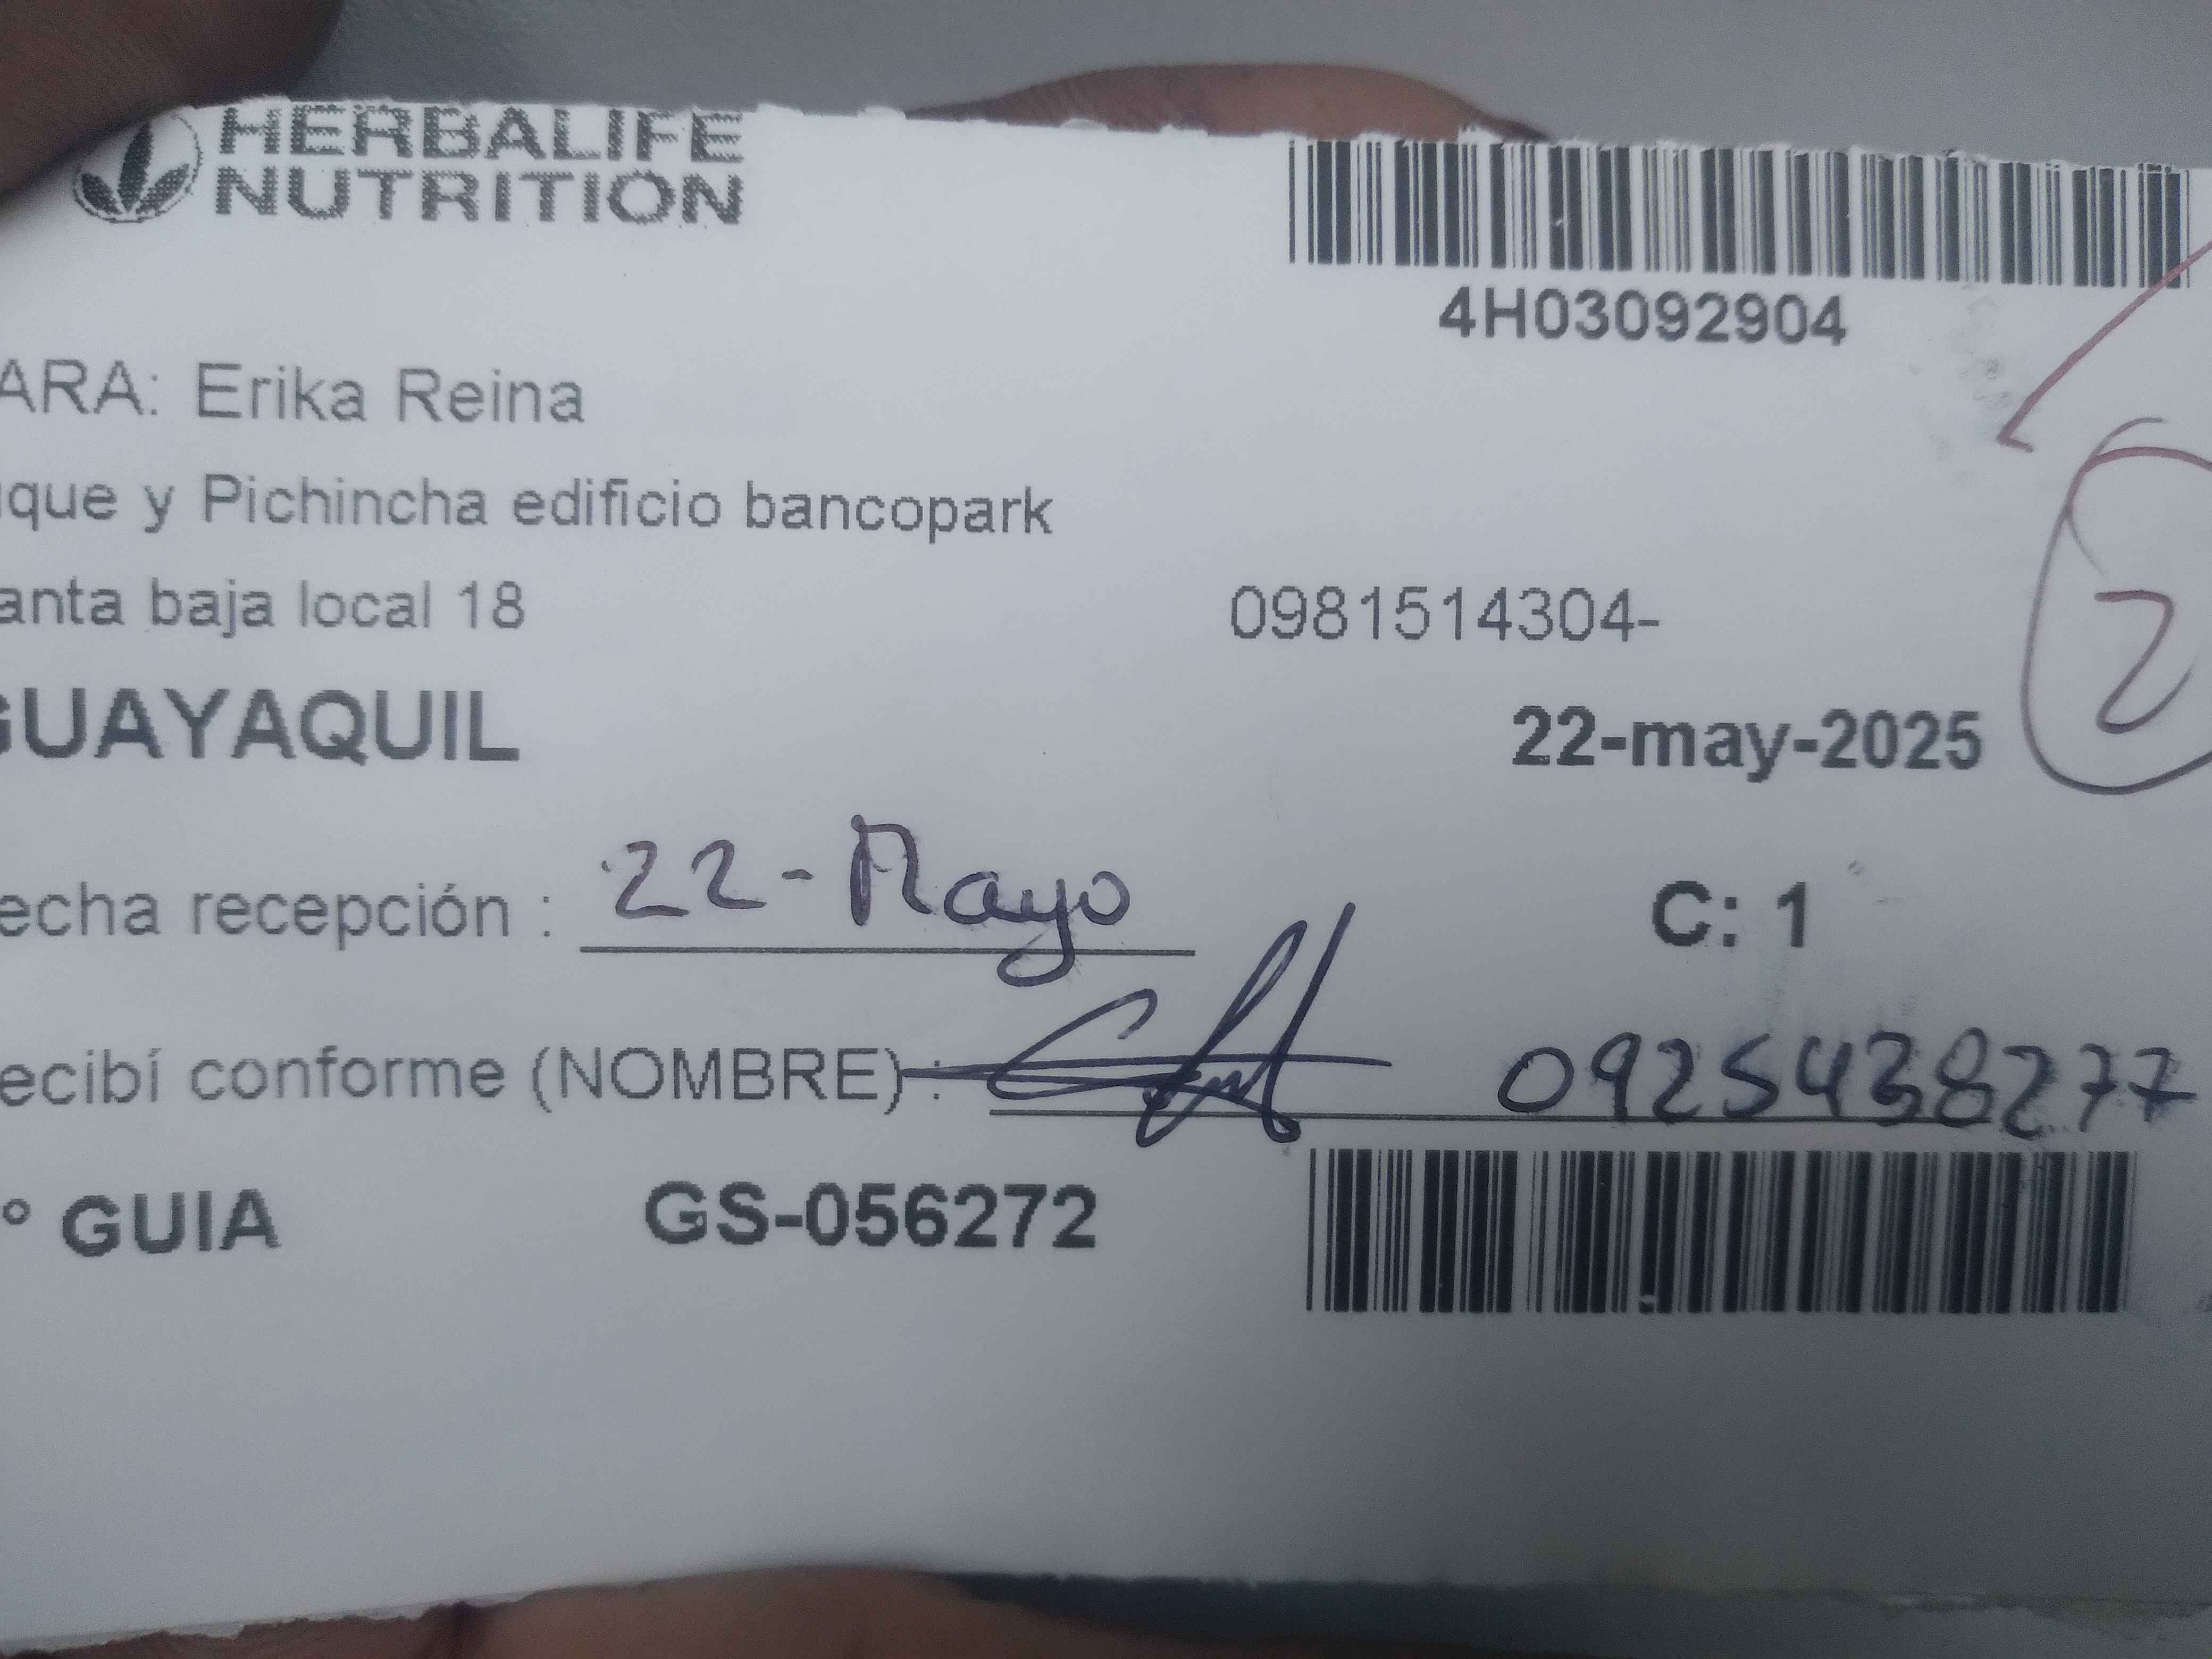 HERBALIFE
NUTRITION
4H03092904
ARA: Erika Reina
que y Pichincha edificio bancopark
anta baja local 18
0981514304-
2
GUAYAQUIL
22-may-2025
echa recepción : 22-Mayo
C: 1
ecibí conforme (NOMBRE) : 0925438277
° GUIA
GS-056272